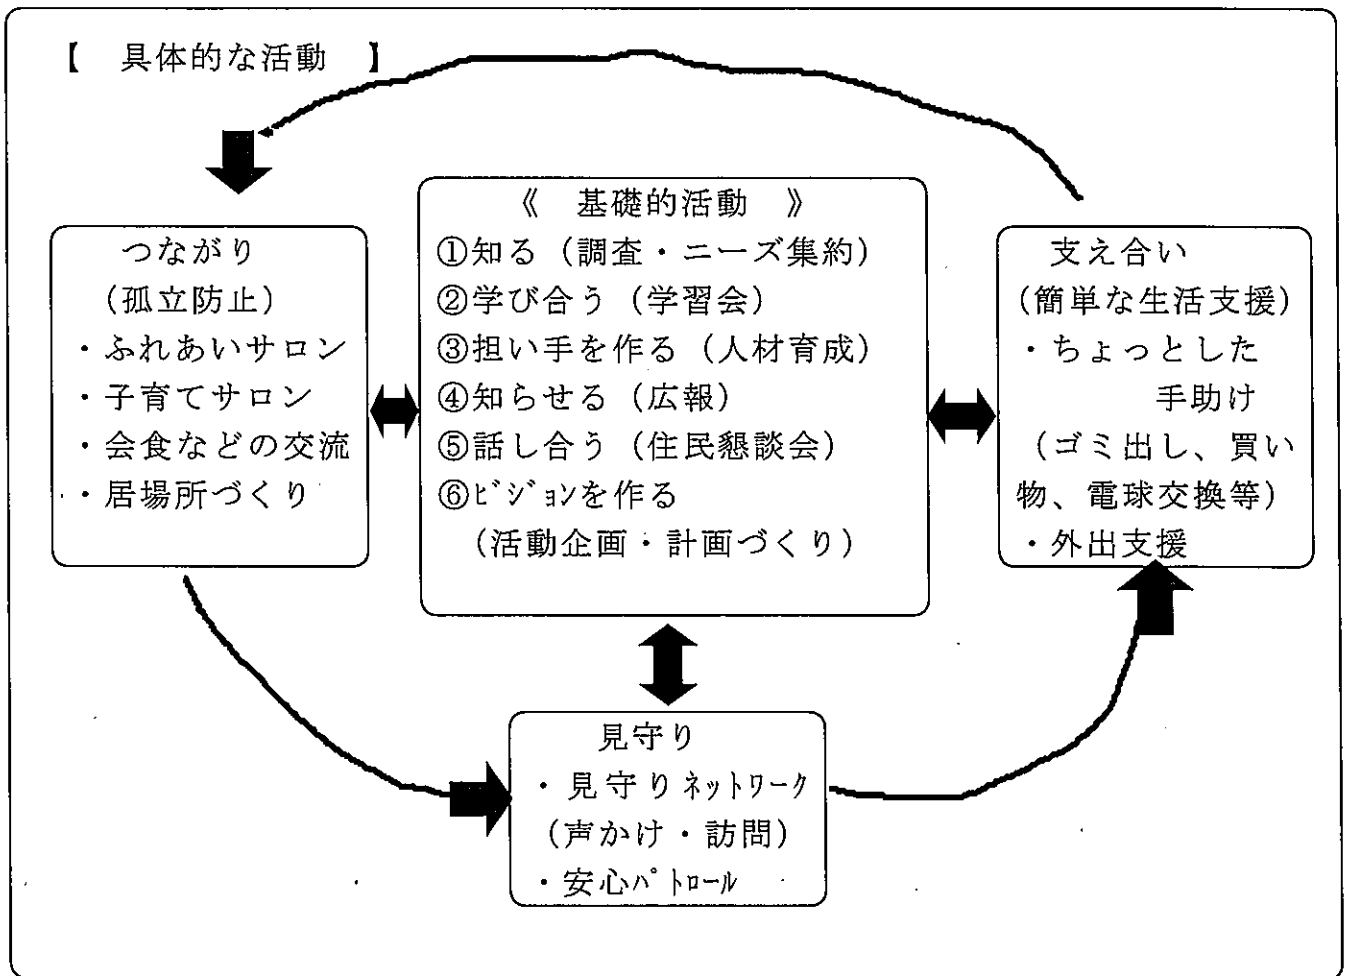 【 具体的な活動 】
つながり
(孤立防止)
・ふれあいサロン
・子育てサロン
・会食などの交流
・居場所づくり
《 基礎的活動 》
①知る(調査・ニーズ集約)
②学び合う(学習会)
③担い手を作る(人材育成)
④知らせる(広報)
⑤話し合う(住民懇談会)
⑥ビジョンを作る
(活動企画・計画づくり)
支え合い
(簡単な生活支援)
・ちょっとした
手助け
(ゴミ出し、買い
物、電球交換等)
・外出支援
見守り
・見守りネットワーク
(声かけ・訪問)
・安心パトロール